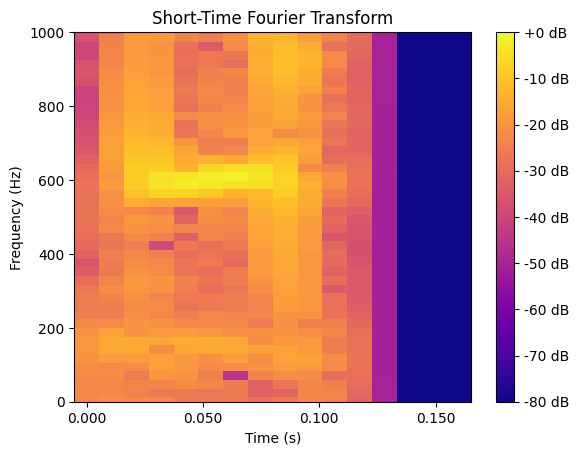 Short-Time Fourier Transform
1000
800
600
400
200
0
Frequency (Hz)
0.000
0.050
0.100
0.150
Time (s)
+0 dB
-10 dB
-20 dB
-30 dB
-40 dB
-50 dB
-60 dB
-70 dB
-80 dB